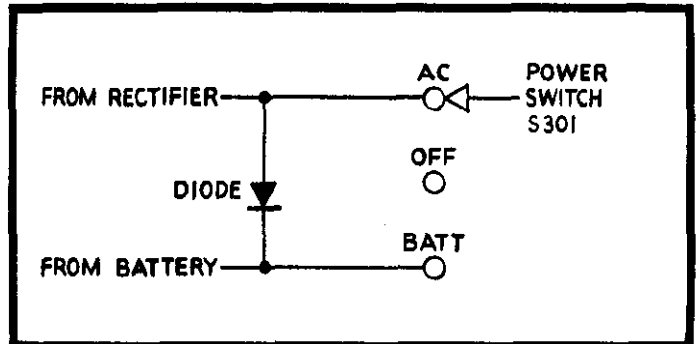 FROM RECTIFIER
AC
POWER
SWITCH
S301
OFF
DIODE
BATT
FROM BATTERY